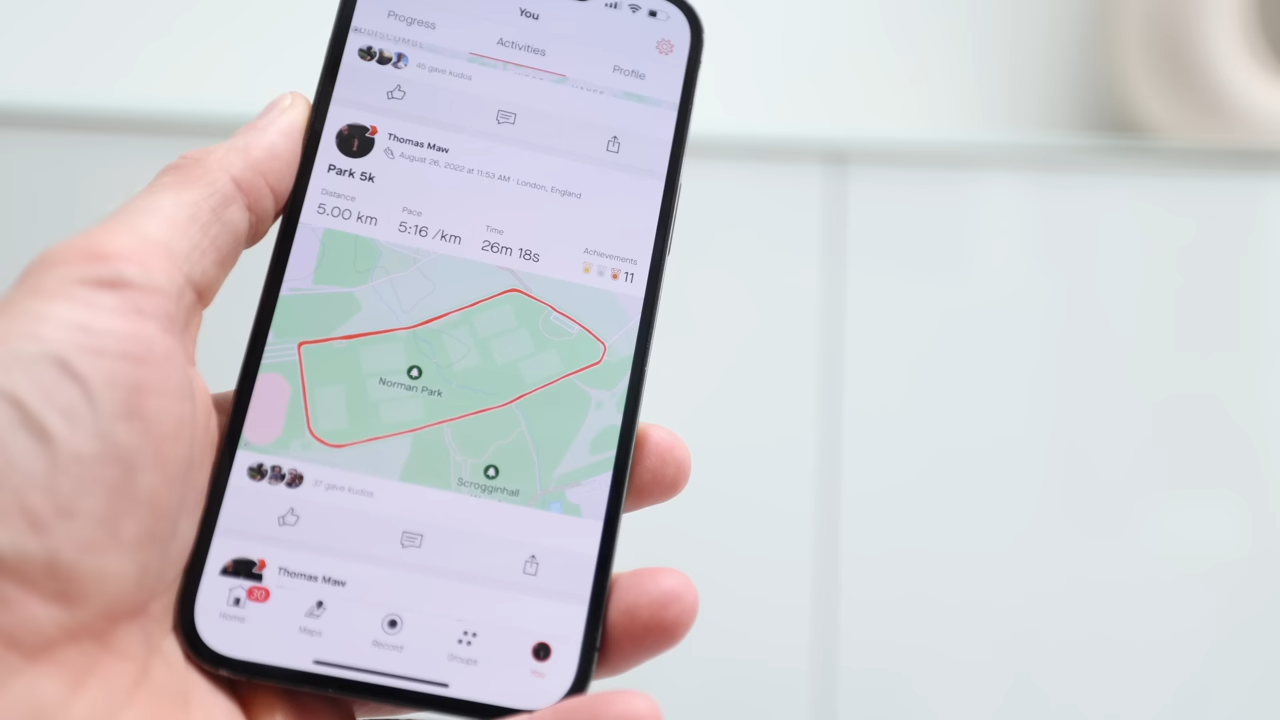 You
Progress
Activities
Profile
45 gave kudos
Thomas Maw
August 26, 2022 at 11:53 AM · London, England
Park 5k
Distance
5.00 km
Pace
5:16 /km
Time
26m 18s
Achievements
11
Norman Park
Scrogginhall
37 gave kudos
Thomas Maw
30
Home
Maps
Record
Groups
You